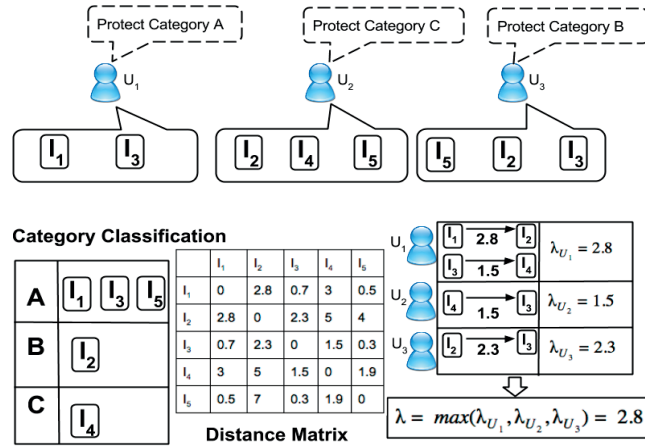 Protect Category A
Protect Category C
Protect Category B
U1
U2
U3
I1 I3
I2 I4 I5
I5 I2 I3
Category Classification
A I1 I3 I5
B I2
C I4
I1 I2 I3 I4 I5
I1 0 2.8 0.7 3 0.5
I2 2.8 0 2.3 5 4
I3 0.7 2.3 0 1.5 0.3
I4 3 5 1.5 0 1.9
I5 0.5 7 0.3 1.9 0
Distance Matrix
U1 I1 2.8 I2 λU1 = 2.8
I3 1.5 I4
U2 I4 1.5 I3 λU2 = 1.5
U3 I2 2.3 I3 λU3 = 2.3
λ = max(λU1, λU2, λU3) = 2.8